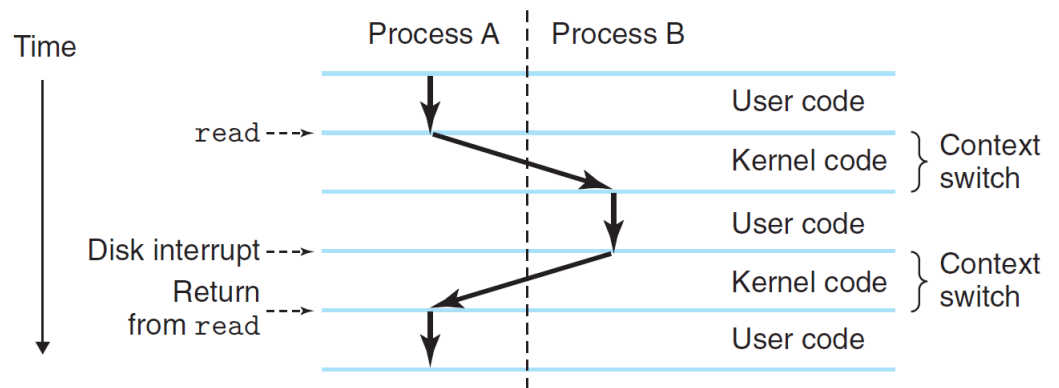 Process A
Process B
Time
User code
read
Kernel code
Context
switch
User code
Disk interrupt
Kernel code
Context
switch
Return
from read
User code